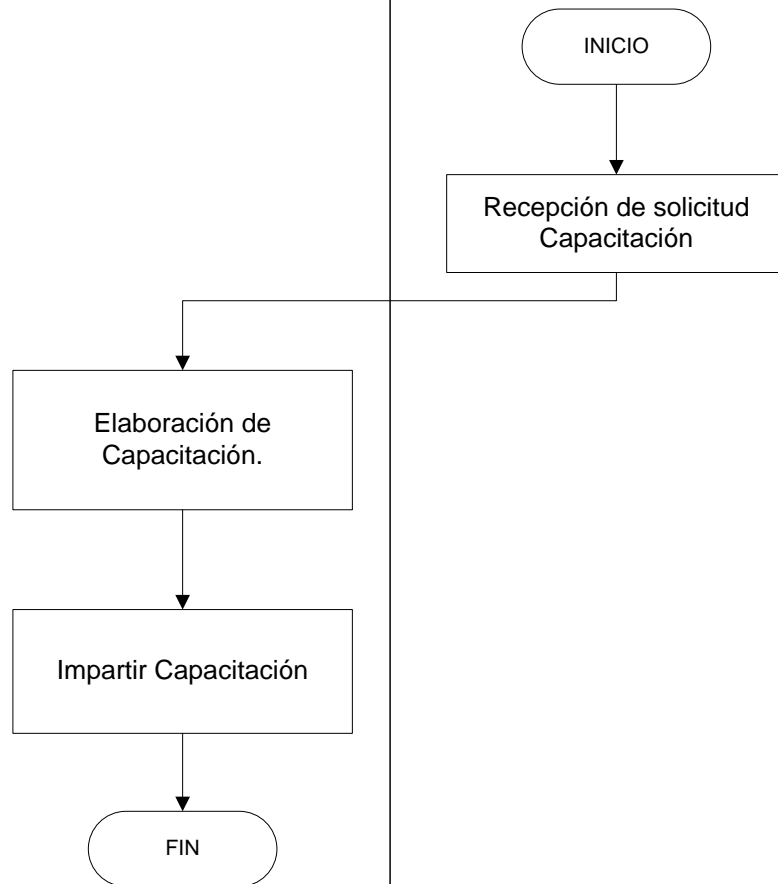 INICIO
Recepción de solicitud
Capacitación
Elaboración de
Capacitación.
Impartir Capacitación
FIN